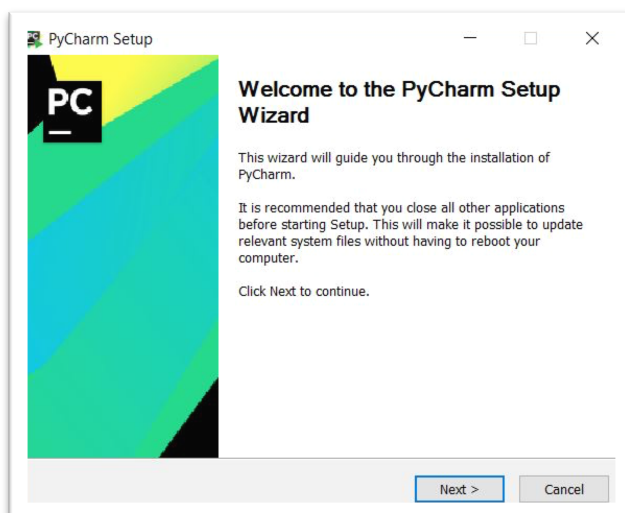 PyCharm Setup
PC
Welcome to the PyCharm Setup
Wizard
This wizard will guide you through the installation of
PyCharm.
It is recommended that you close all other applications
before starting Setup. This will make it possible to update
relevant system files without having to reboot your
computer.
Click Next to continue.
Next >
Cancel